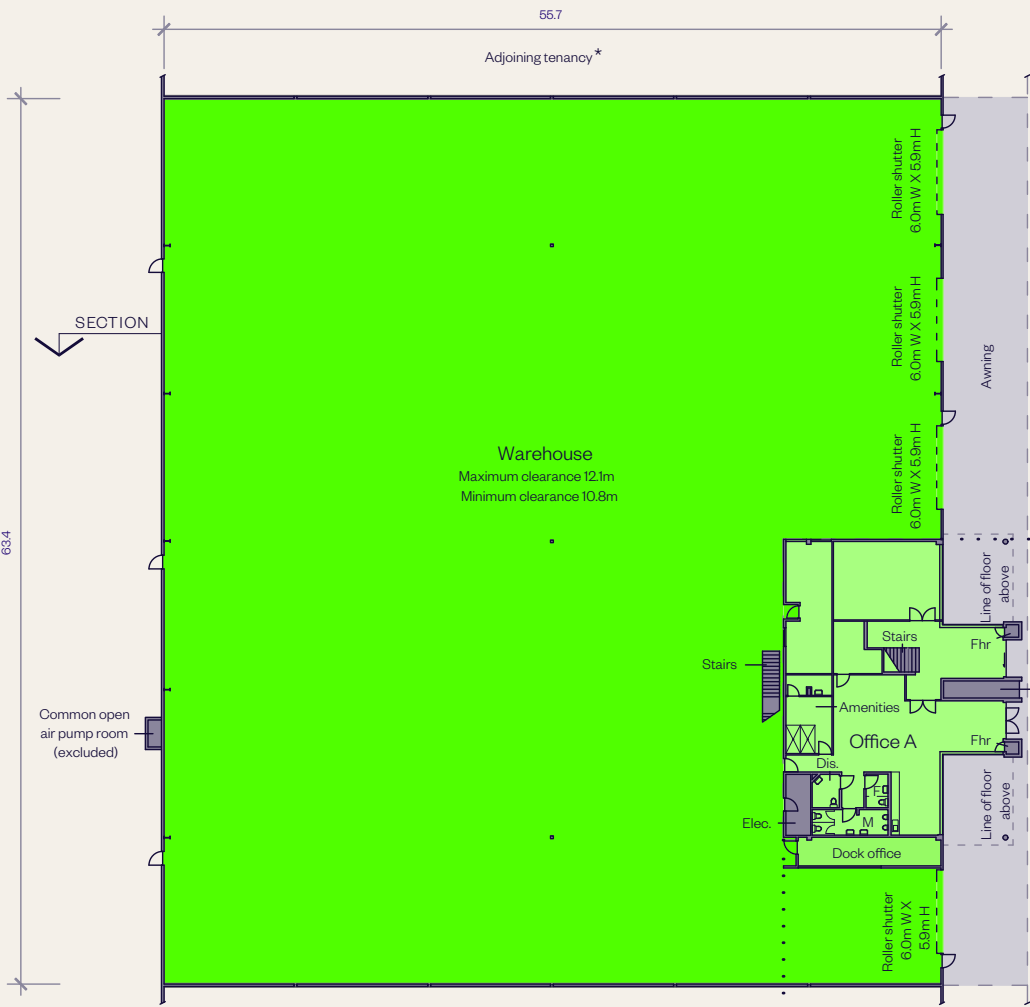 55.7
Adjoining tenancy *
Roller shutter
6.0m W X 5.9m H
SECTION
Roller shutter
6.0m W X 5.9m H
Awning
Warehouse
Maximum clearance 12.1m
Minimum clearance 10.8m
Roller shutter
6.0m W X 5.9m H
63.4
Line of floor
above
Stairs
Fhr
Stairs
Amenities
Common open
air pump room
(excluded)
Office A
Fhr
Dis.
F
Elec.
M
Line of floor
above
Dock office
Roller shutter
6.0m W X
5.9m H